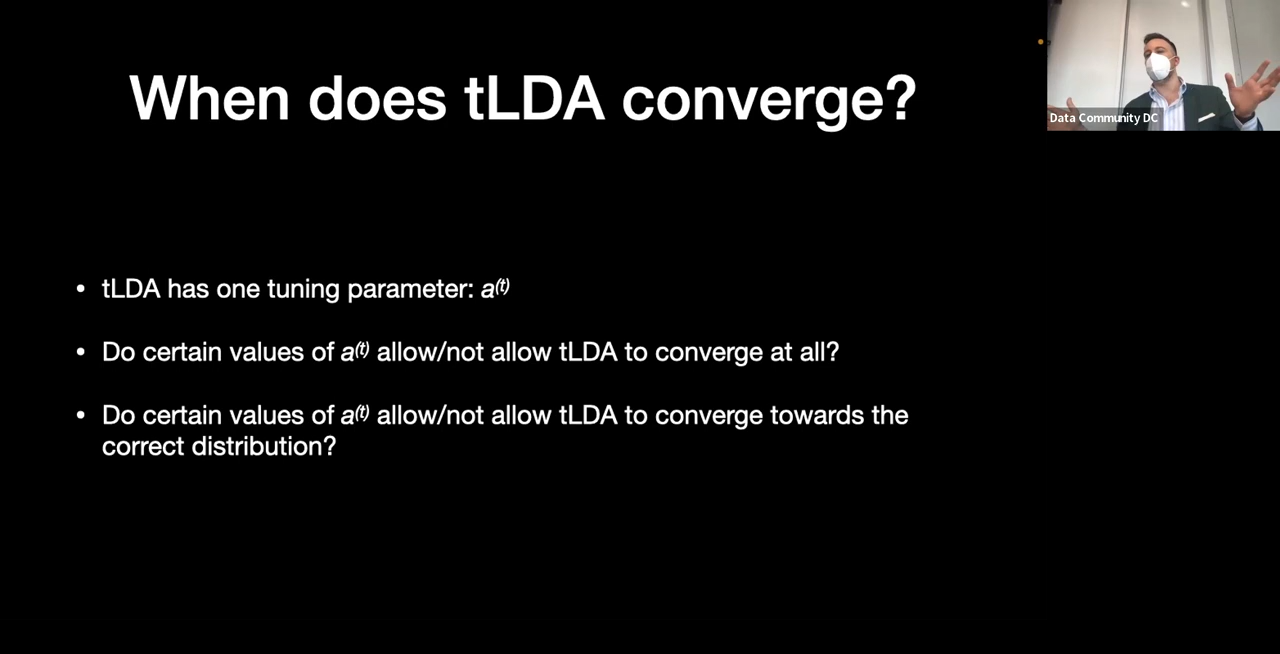 When does tLDA converge?
Data Community DC
• tLDA has one tuning parameter: a(t)
• Do certain values of a(t) allow/not allow tLDA to converge at all?
• Do certain values of a(t) allow/not allow tLDA to converge towards the
correct distribution?